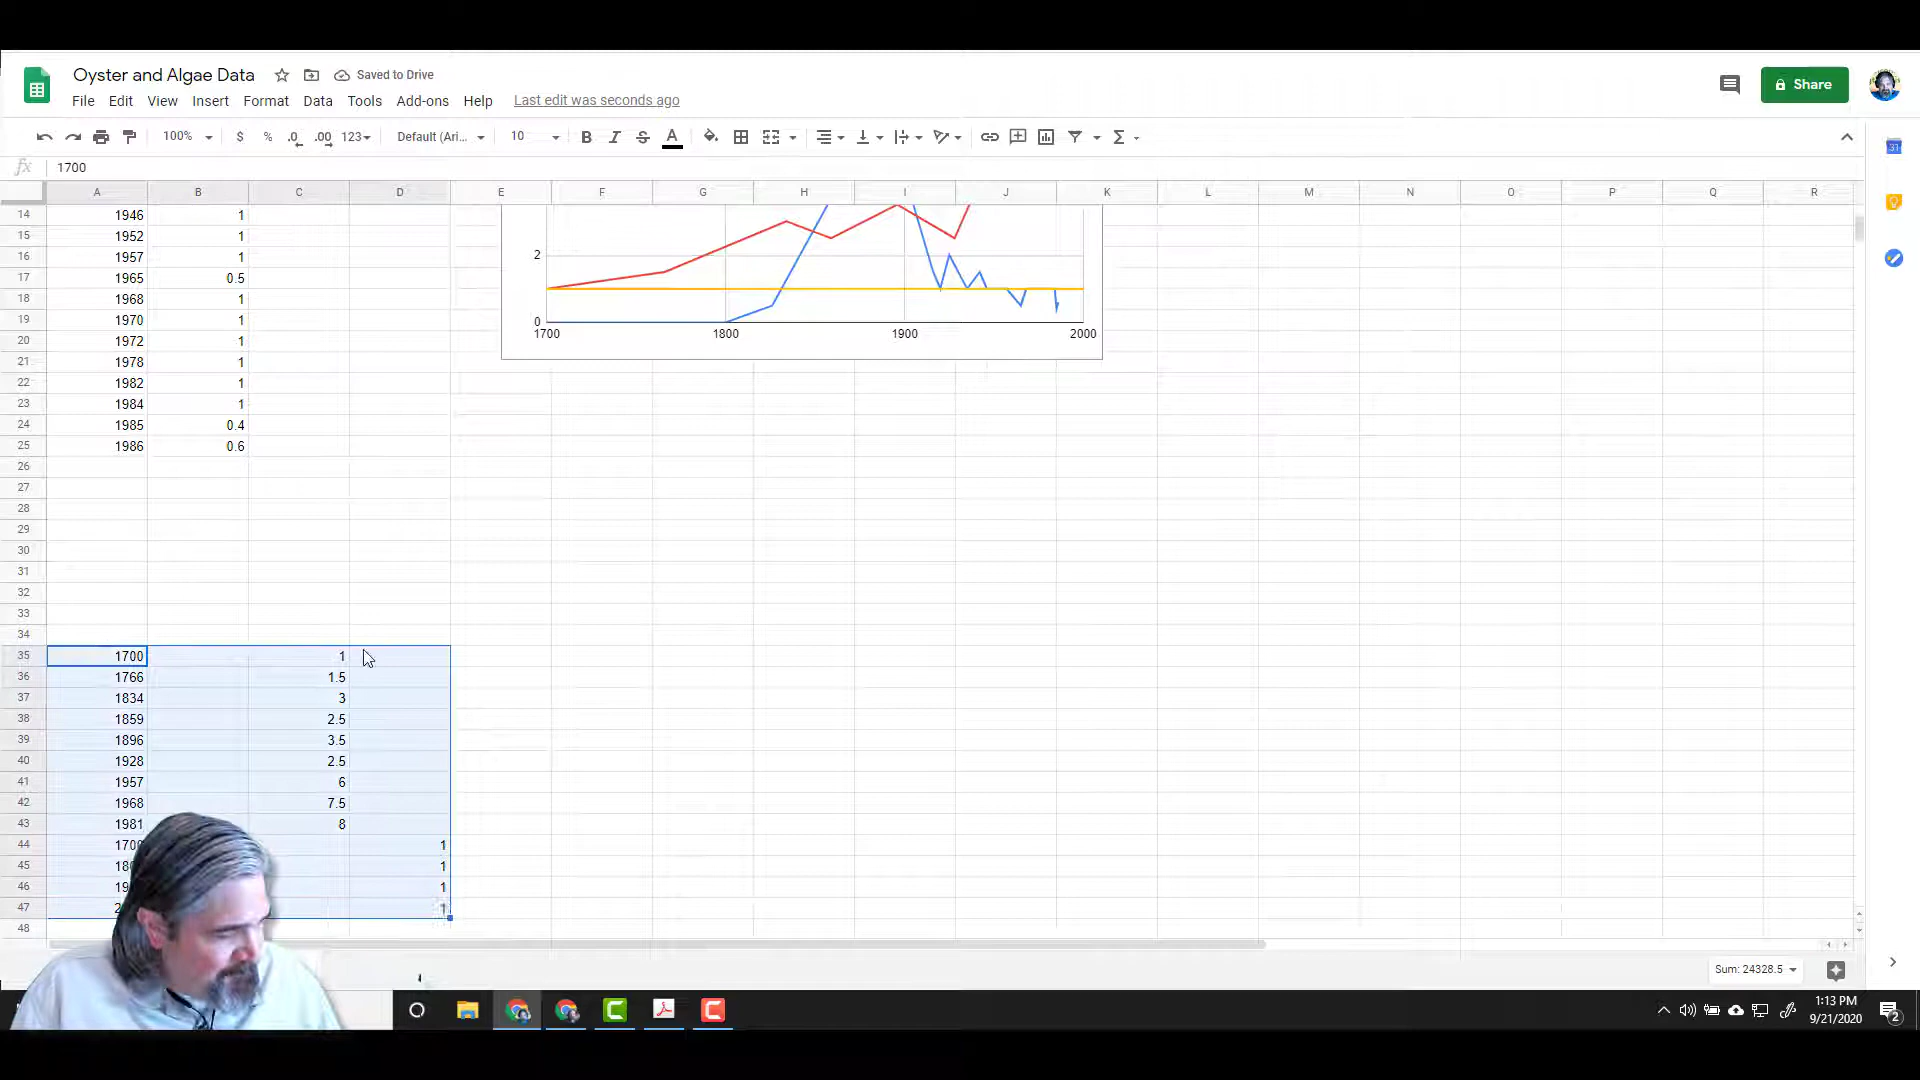 Oyster and Algae Data Saved to Drive
File Edit View Insert Format Data Tools Add-ons Help Last edit was seconds ago
Share
100% $ % .0 .00 123 Default (Ari... 10 B I S A
fx 1700
A B C D E F G H I J K L M N O P Q R
14 1946 1
15 1952 1
16 1957 1
17 1965 0.5
18 1968 1
19 1970 1
20 1972 1
21 1978 1
22 1982 1
23 1984 1
24 1985 0.4
25 1986 0.6
26
27
28
29
30
31
32
33
34
35 1700 1
36 1766 1.5
37 1834 3
38 1859 2.5
39 1896 3.5
40 1928 2.5
41 1957 6
42 1968 7.5
43 1981 8
44 1
45 1
46 1
47 1
48
2
0
1700 1800 1900 2000
31
Sum: 24328.5
1:13 PM
9/21/2020
2